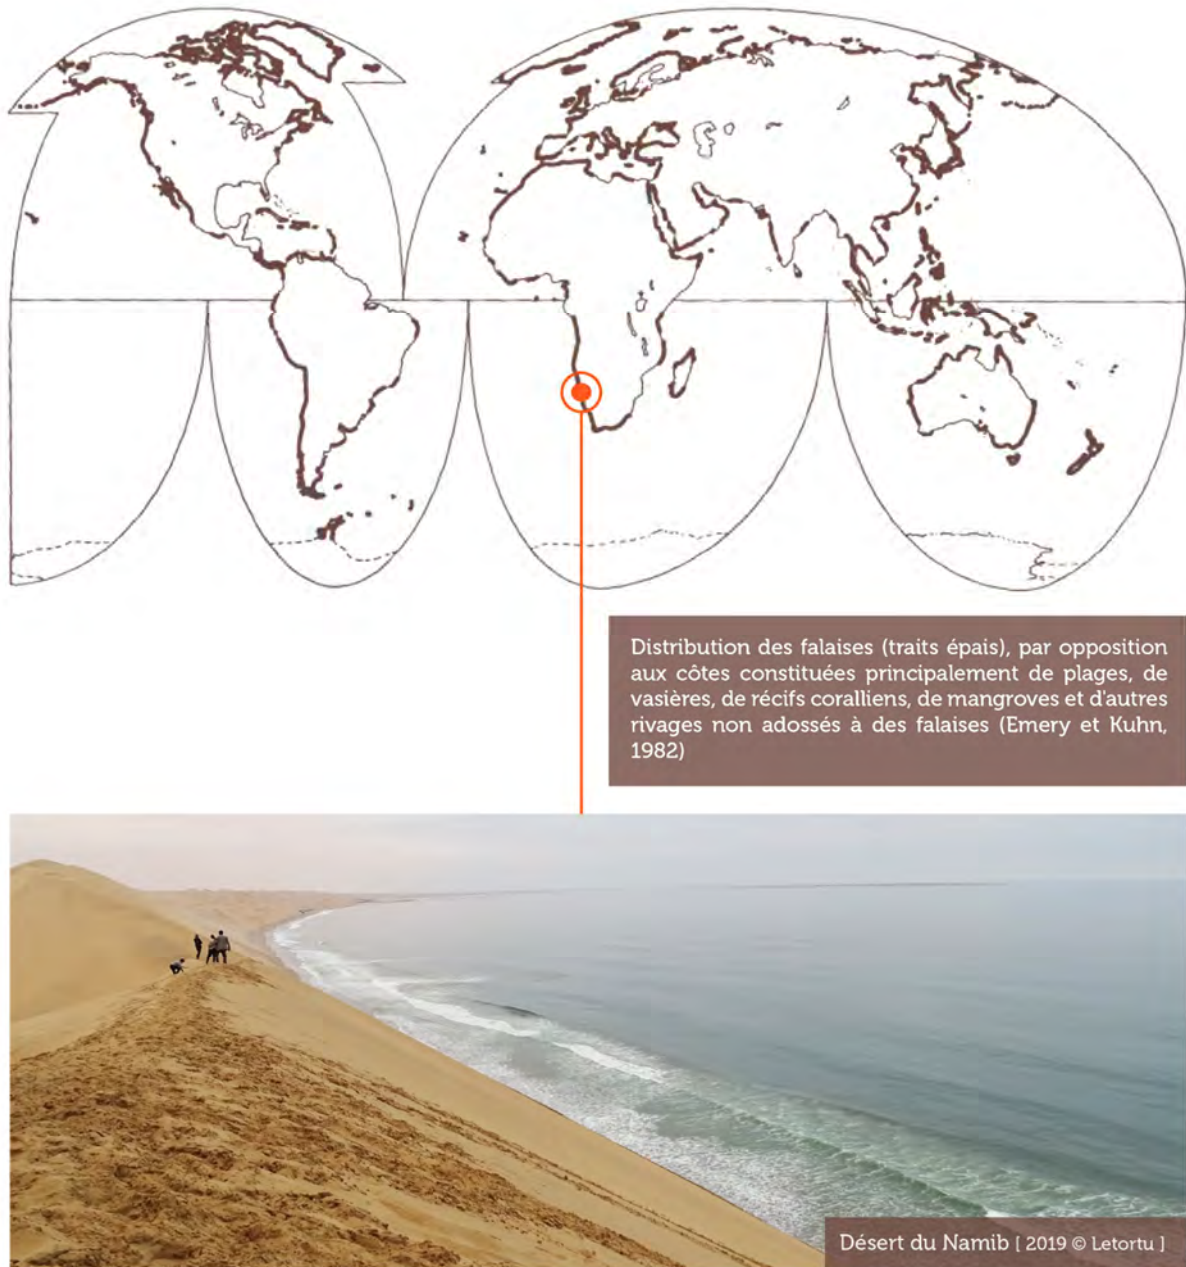 Distribution des falaises (traits épais), par opposition
aux côtes constituées principalement de plages, de
vasières, de récifs coralliens, de mangroves et d'autres
rivages non adossés à des falaises (Emery et Kuhn,
1982)
Désert du Namib [ 2019 © Letortu ]